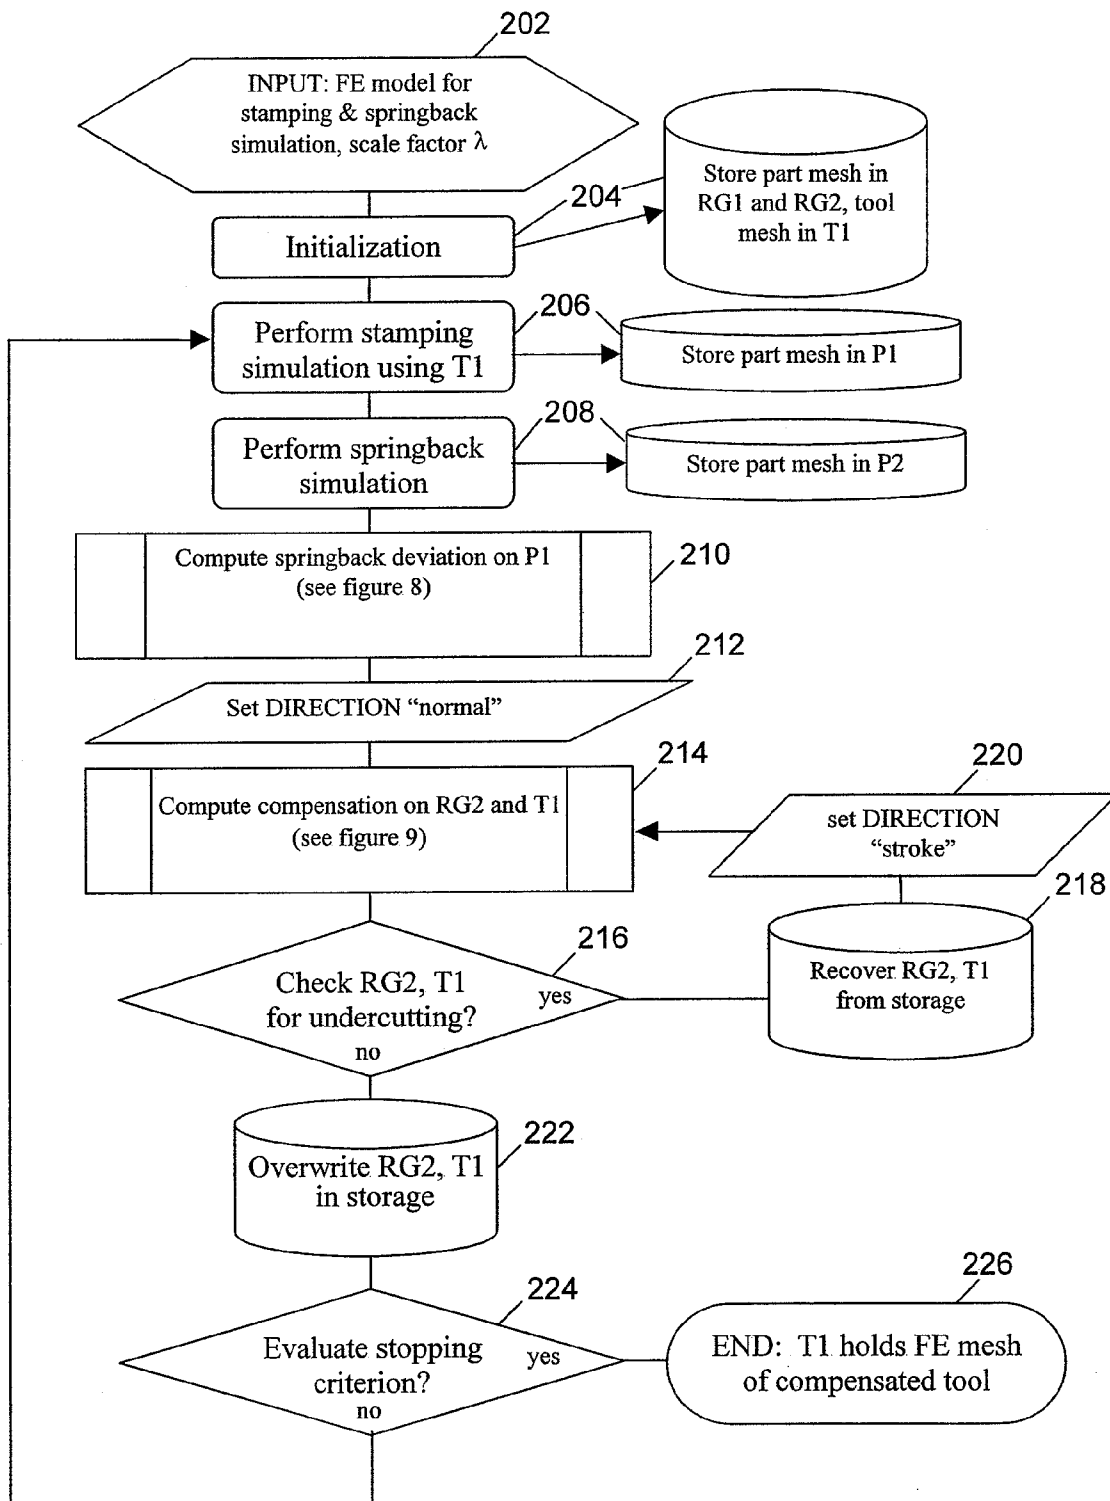 202
INPUT: FE model for
stamping & springback
simulation, scale factor λ
Store part mesh in
RG1 and RG2, tool
mesh in T1
204
Initialization
206
Perform stamping
simulation using T1
Store part mesh in P1
208
Perform springback
simulation
Store part mesh in P2
Compute springback deviation on P1
(see figure 8)
210
212
Set DIRECTION “normal”
214
Compute compensation on RG2 and T1
(see figure 9)
220
set DIRECTION
“stroke”
218
Recover RG2, T1
from storage
216
Check RG2, T1
for undercutting?
yes
no
222
Overwrite RG2, T1
in storage
224
Evaluate stopping
criterion?
yes
no
226
END: T1 holds FE mesh
of compensated tool